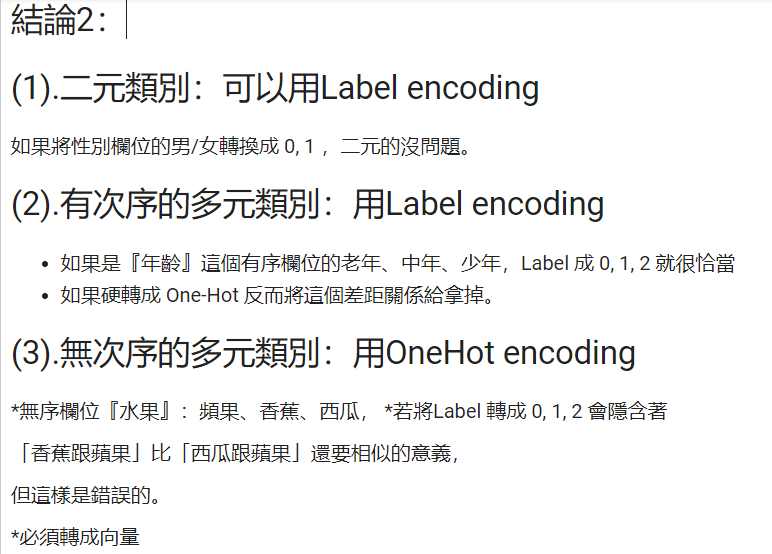 結論2：
(1).二元類別：可以用Label encoding
如果將性別欄位的男/女轉換成 0, 1 ，二元的沒問題。
(2).有次序的多元類別：用Label encoding
• 如果是『年齡』這個有序欄位的老年、中年、少年，Label 成 0, 1, 2 就很恰當
• 如果硬轉成 One-Hot 反而將這個差距關係給拿掉。
(3).無次序的多元類別：用OneHot encoding
*無序欄位『水果』：頻果、香蕉、西瓜， *若將Label 轉成 0, 1, 2 會隱含著
「香蕉跟蘋果」比「西瓜跟蘋果」還要相似的意義，
但這樣是錯誤的。
*必須轉成向量